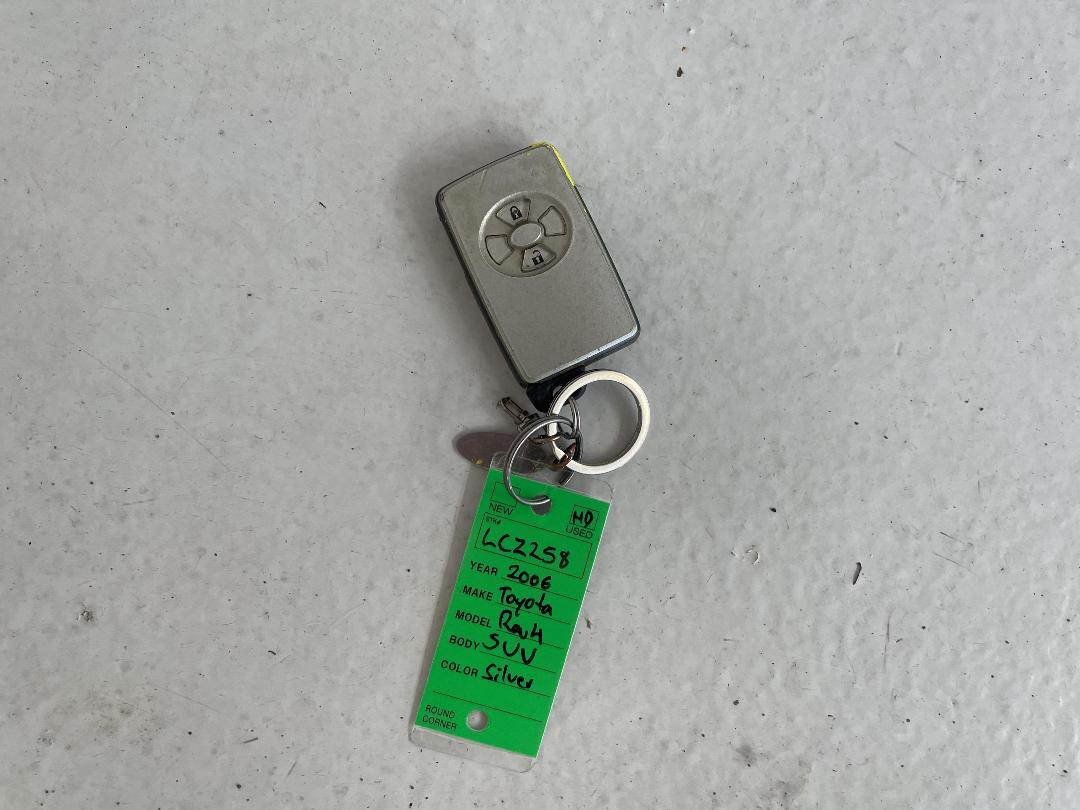 NEW
HD
USED
STK#
LCZ258
YEAR 2006
MAKE Toyota
MODEL Rav4
BODY SUV
COLOR Silver
ROUND
CORNER